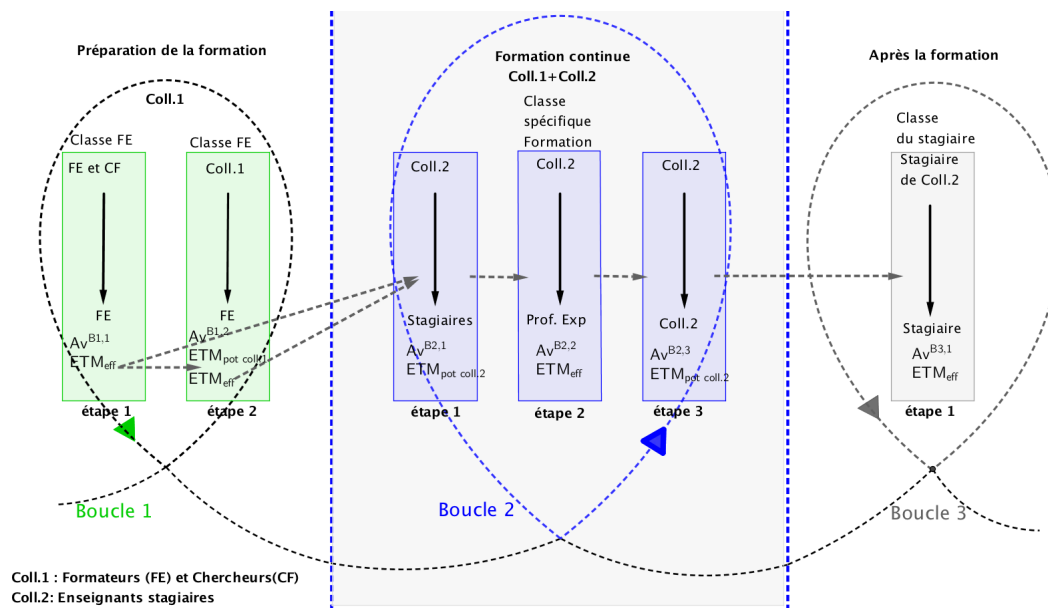 Préparation de la formation
Coll.1
Classe FE
FE et CF
FE
Av^B1,1
ETM_eff
étape 1
Classe FE
Coll.1
FE
Av^B1,2
ETM_pot coll.1
ETM_eff
étape 2
Boucle 1
Formation continue
Coll.1+Coll.2
Classe
spécifique
Formation
Coll.2
Stagiaires
Av^B2,1
ETM_pot coll.2
étape 1
Coll.2
Prof. Exp
Av^B2,2
ETM_eff
étape 2
Coll.2
Coll.2
Av^B2,3
ETM_pot coll.2
étape 3
Boucle 2
Après la formation
Classe
du stagiaire
Stagiaire
de Coll.2
Stagiaire
Av^B3,1
ETM_eff
étape 1
Boucle 3
Coll.1 : Formateurs (FE) et Chercheurs(CF)
Coll.2: Enseignants stagiaires